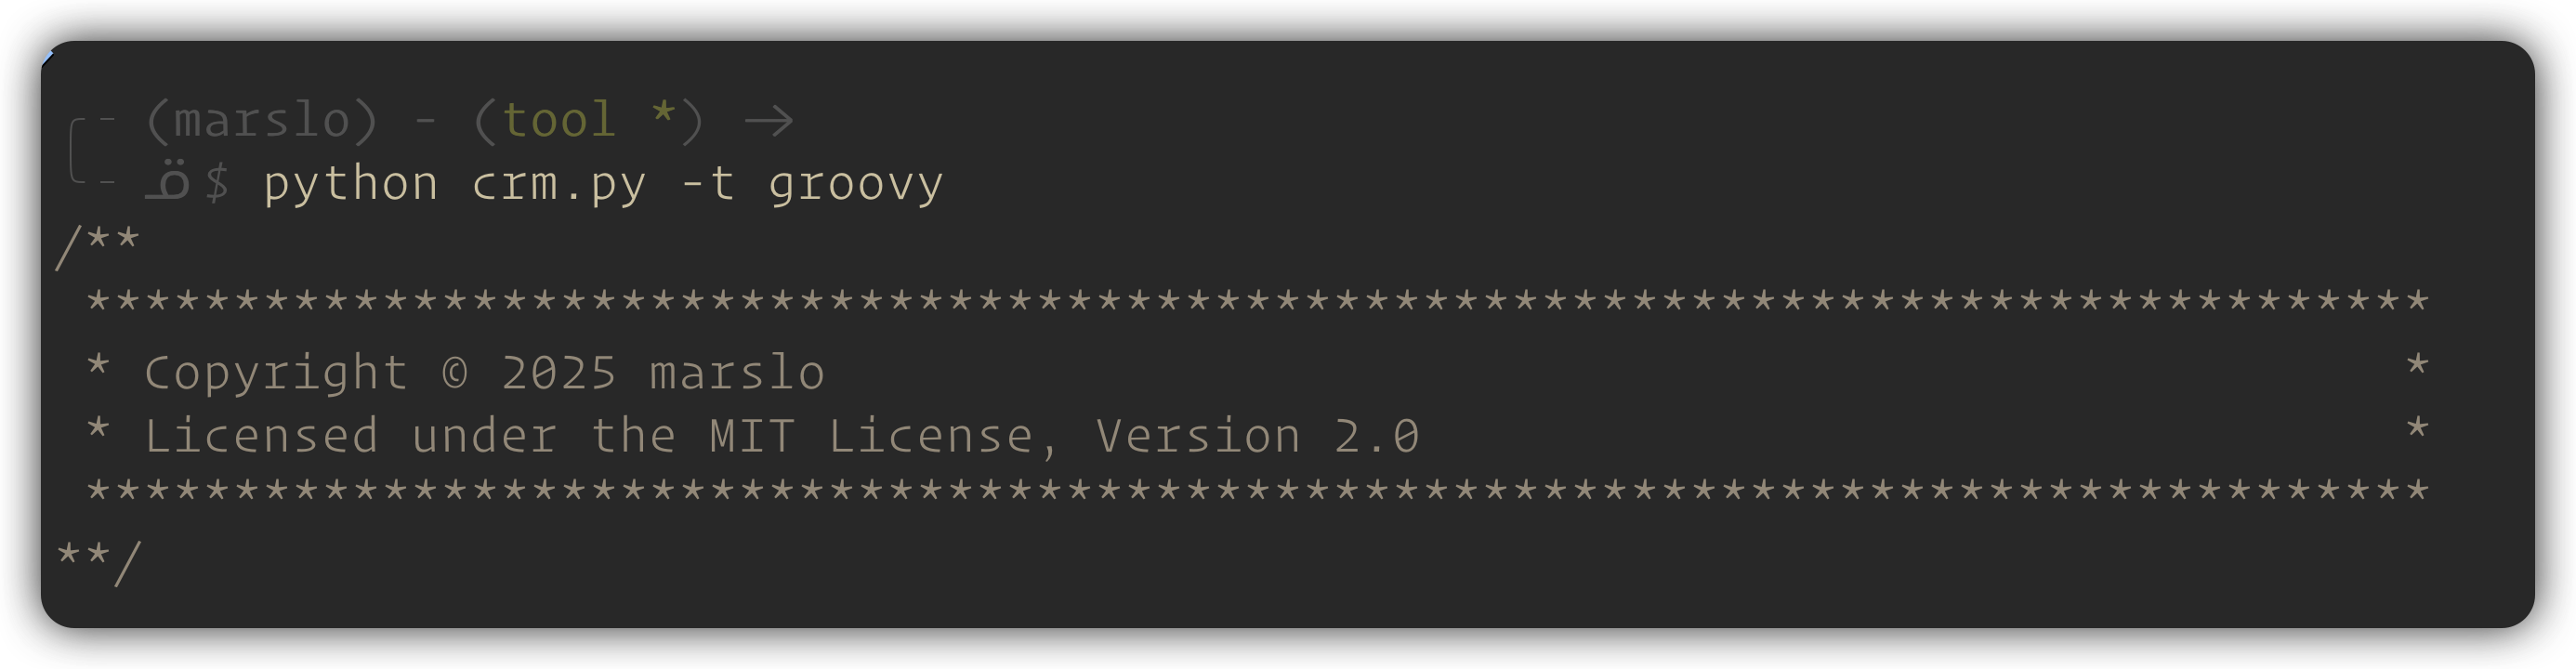 ╭╌ (marslo) - (tool *) →
╰╌ ܥܼ $ python crm.py -t groovy
/**
 *******************************************************************************
 * Copyright © 2025 marslo                                                     *
 * Licensed under the MIT License, Version 2.0                                 *
 *******************************************************************************
**/